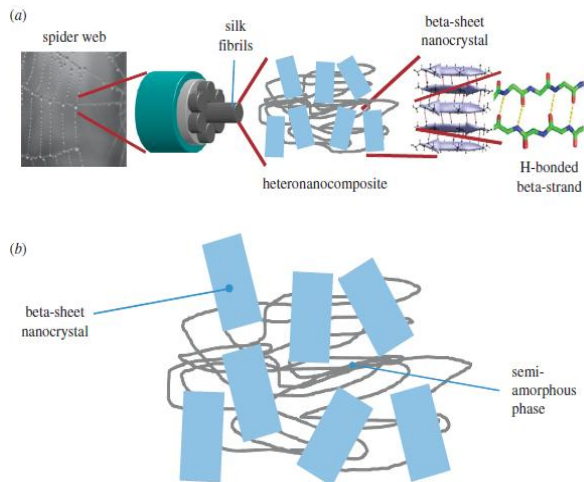 (a)
spider web
silk
fibrils
beta-sheet
nanocrystal
heteronanocomposite
H-bonded
beta-strand
(b)
beta-sheet
nanocrystal
semi-
amorphous
phase